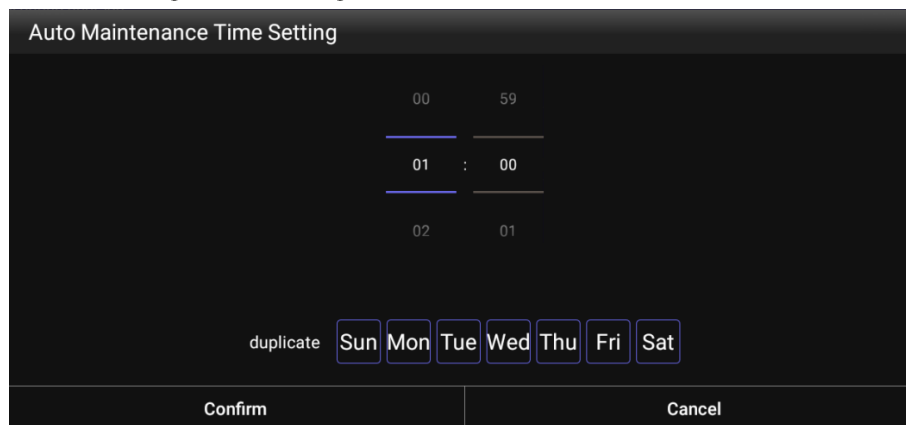 Auto Maintenance Time Setting
00 59
01 : 00
02 01
duplicate Sun Mon Tue Wed Thu Fri Sat
Confirm Cancel